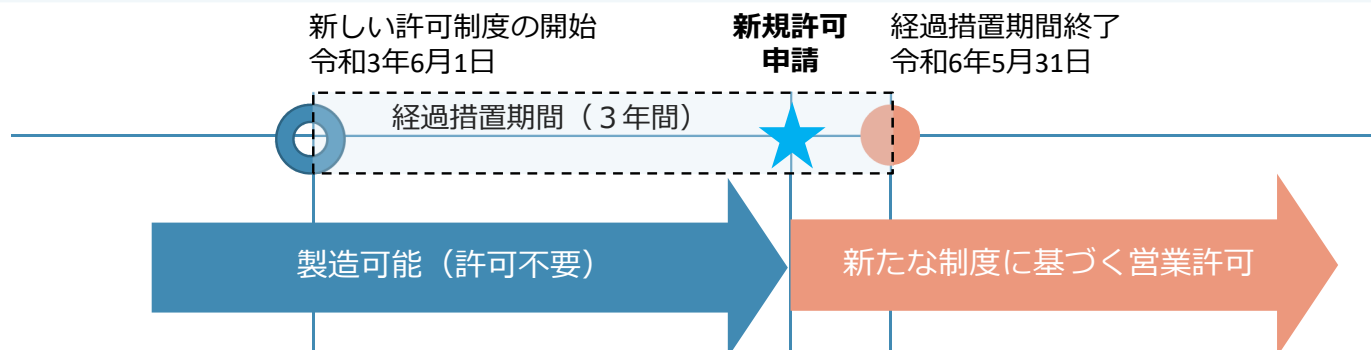 新しい許可制度の開始
令和3年6月1日
新規許可
申請
経過措置期間終了
令和6年5月31日
経過措置期間（３年間）
製造可能（許可不要）
新たな制度に基づく営業許可